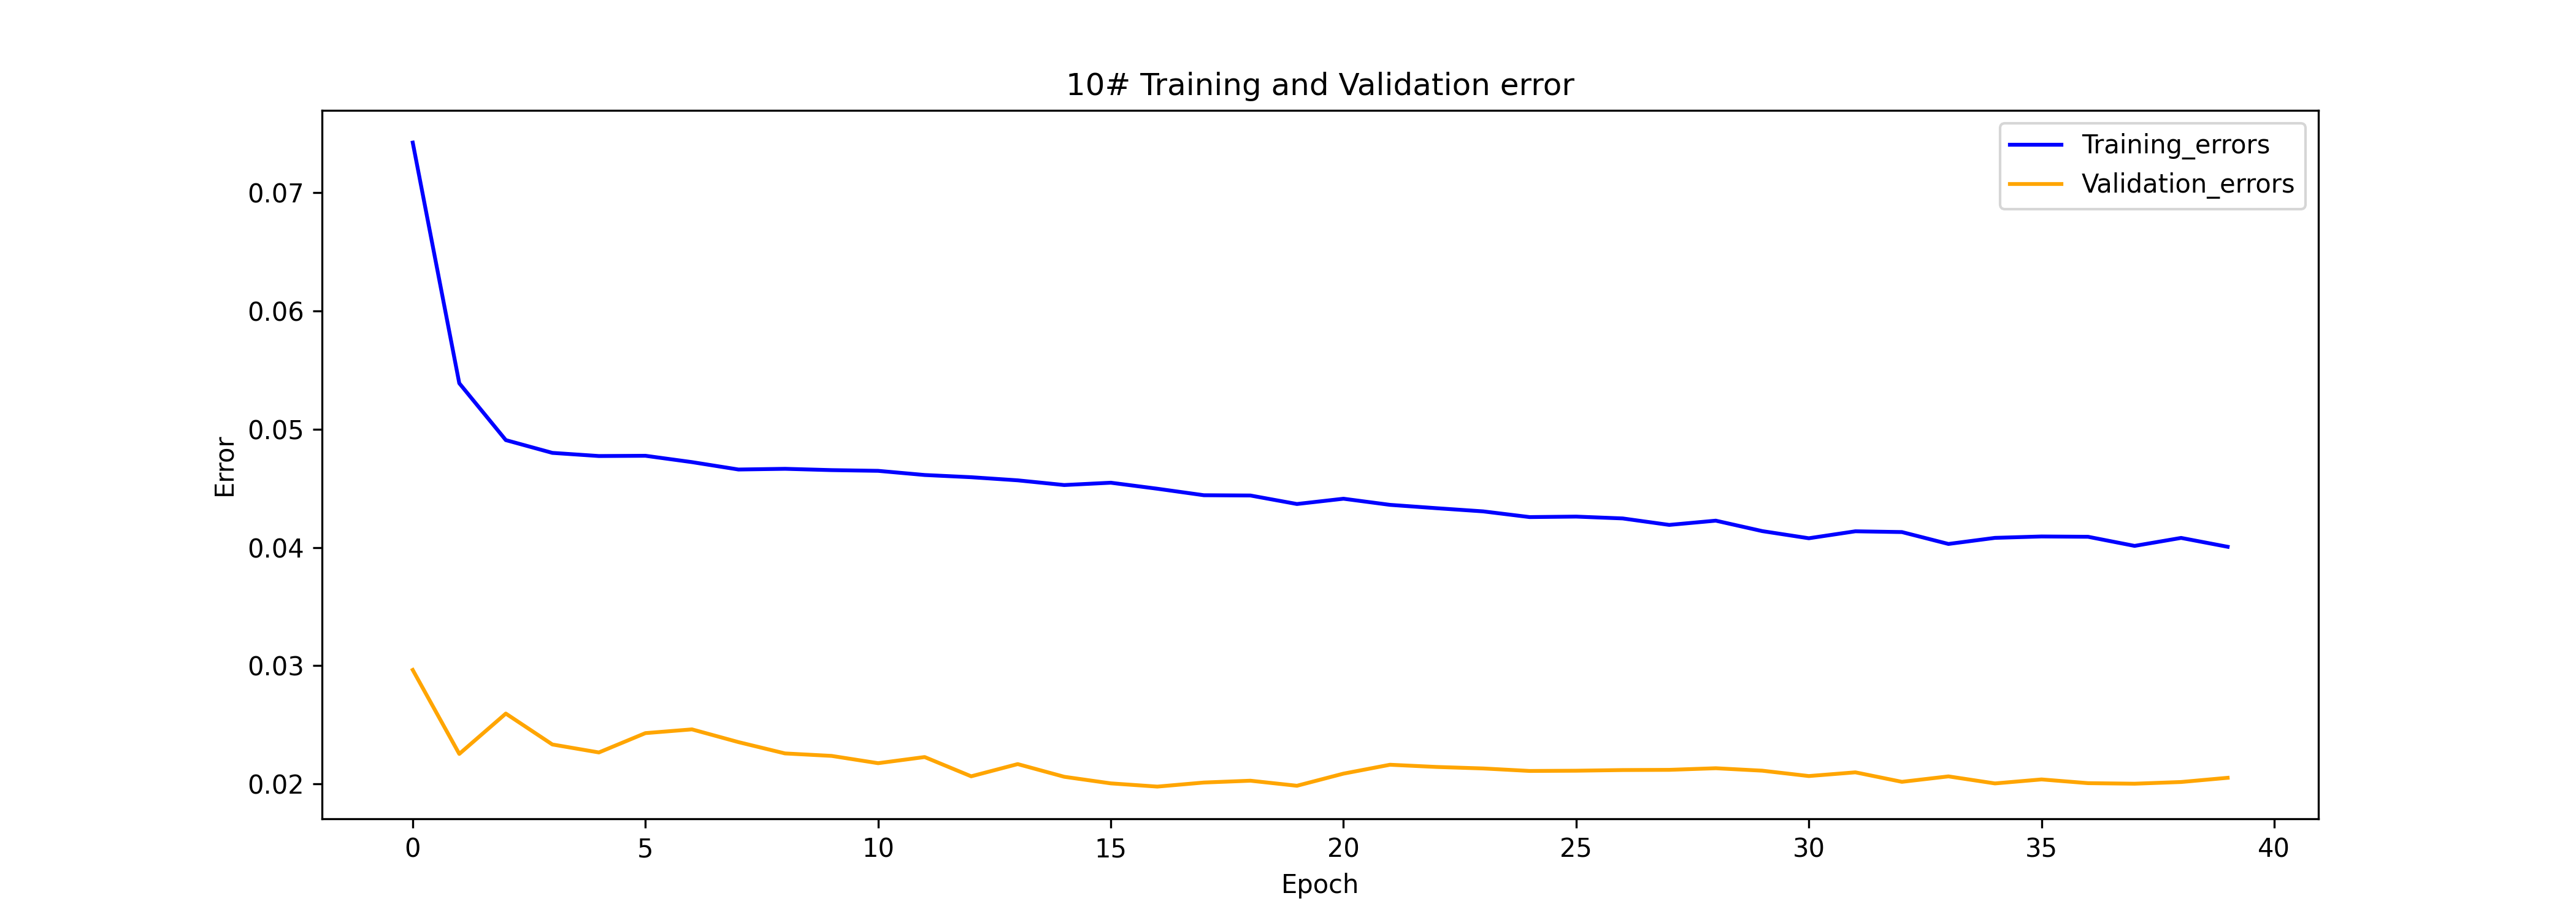 10# Training and Validation error
Training_errors
Validation_errors
0.07
0.06
0.05
0.04
0.03
0.02
Error
0 5 10 15 20 25 30 35 40
Epoch